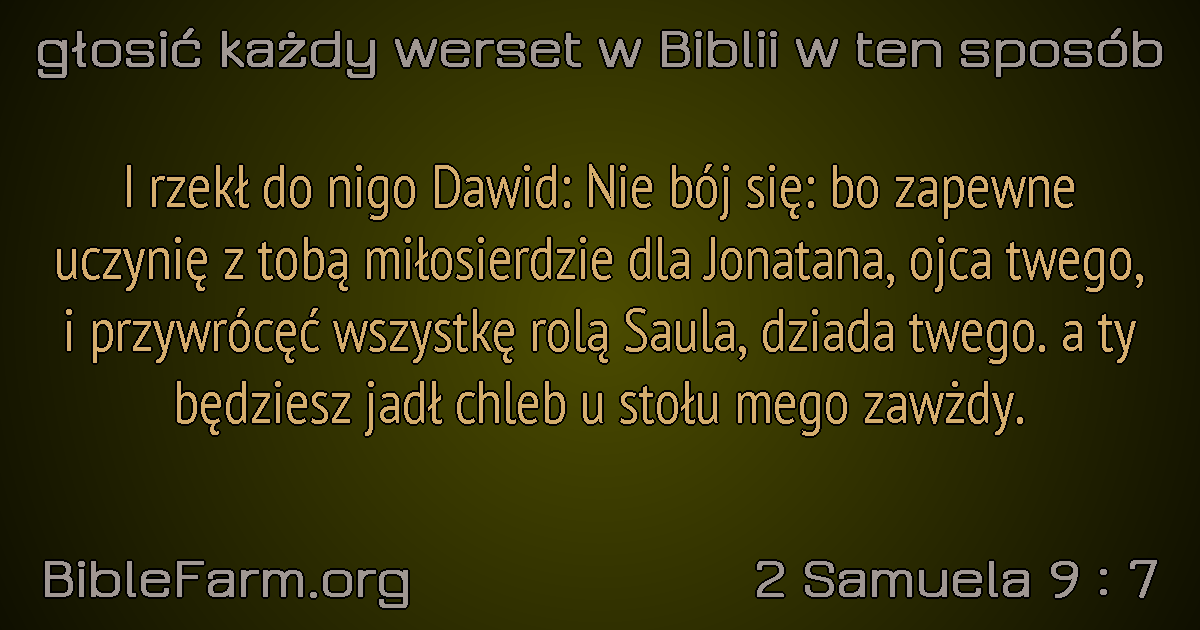 głosić każdy werset w Biblii w ten sposób
I rzekł do nigo Dawid: Nie bój się: bo zapewne
uczynię z tobą miłosierdzie dla Jonatana, ojca twego,
i przywrócęć wszystkę rolą Saula, dziada twego. a ty
będziesz jadł chleb u stołu mego zawżdy.
BibleFarm.org
2 Samuela 9 : 7